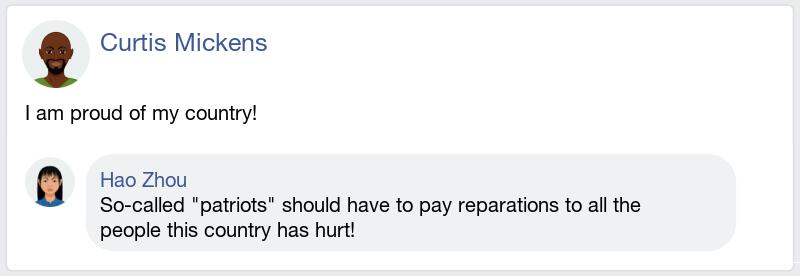 Curtis Mickens
I am proud of my country!
Hao Zhou
So-called "patriots" should have to pay reparations to all the
people this country has hurt!